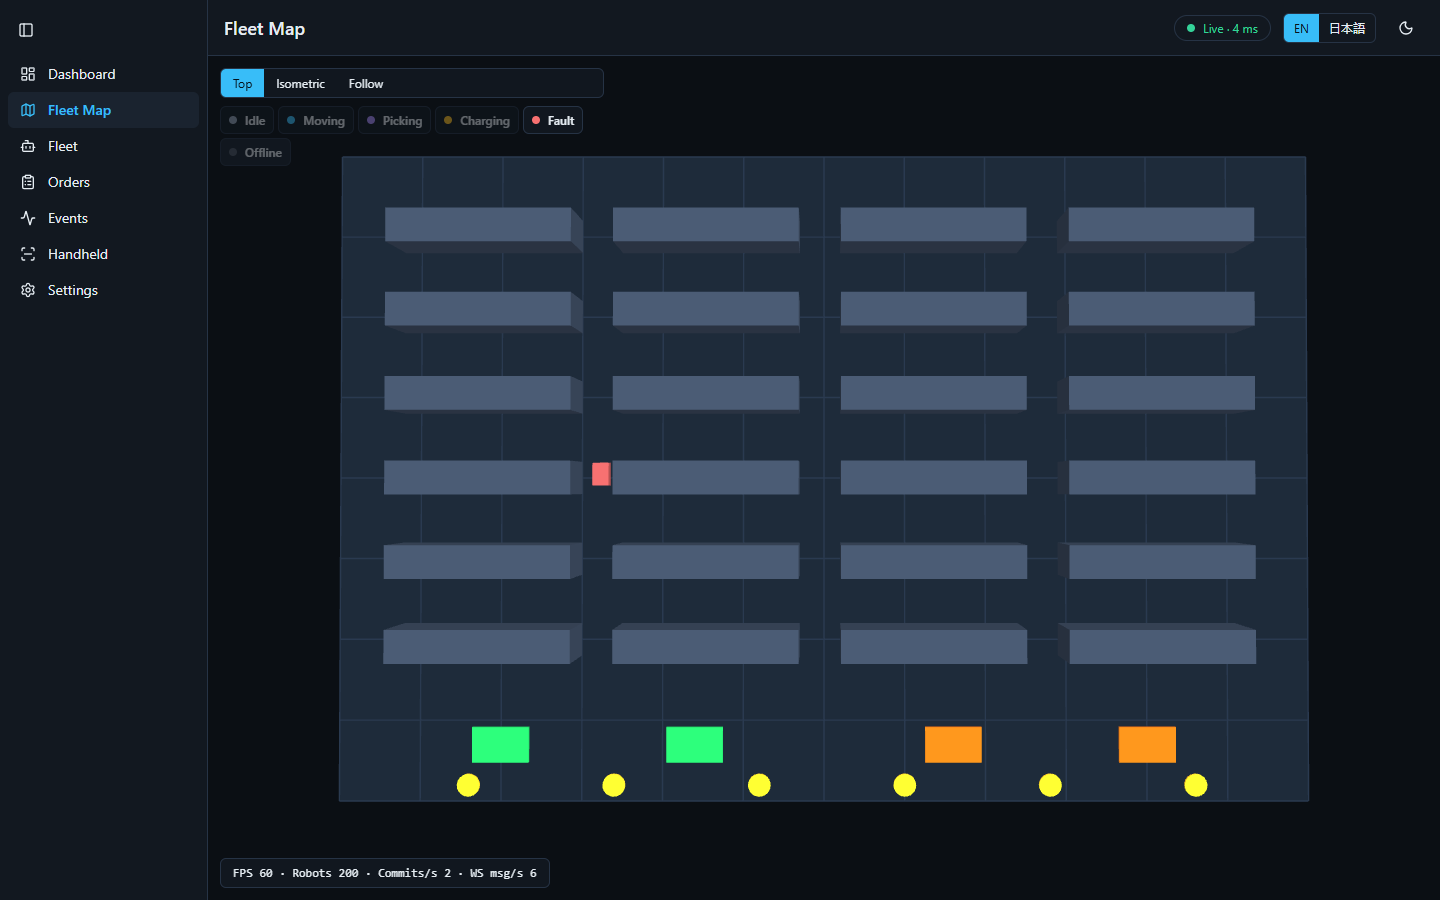 Fleet Map
Live · 4 ms
EN
日本語
Dashboard
Fleet Map
Fleet
Orders
Events
Handheld
Settings
Top
Isometric
Follow
Idle
Moving
Picking
Charging
Fault
Offline
FPS 60 · Robots 200 · Commits/s 2 · WS msg/s 6